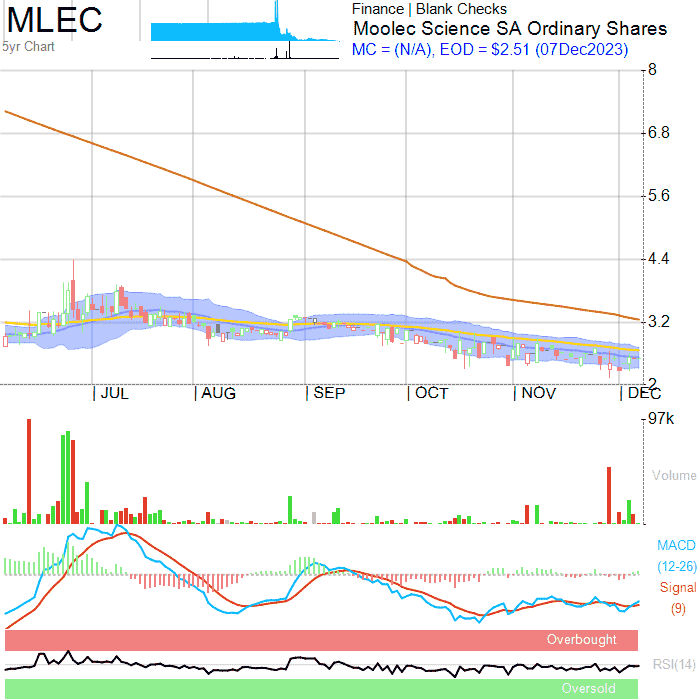 MLEC
5yr Chart
Finance | Blank Checks
Moolec Science SA Ordinary Shares
MC = (N/A), EOD = $2.51 (07Dec2023)
8
6.8
5.6
4.4
3.2
2
JUL AUG SEP OCT NOV DEC
97k
Volume
MACD
(12-26)
Signal
(9)
Overbought
RSI(14)
Oversold